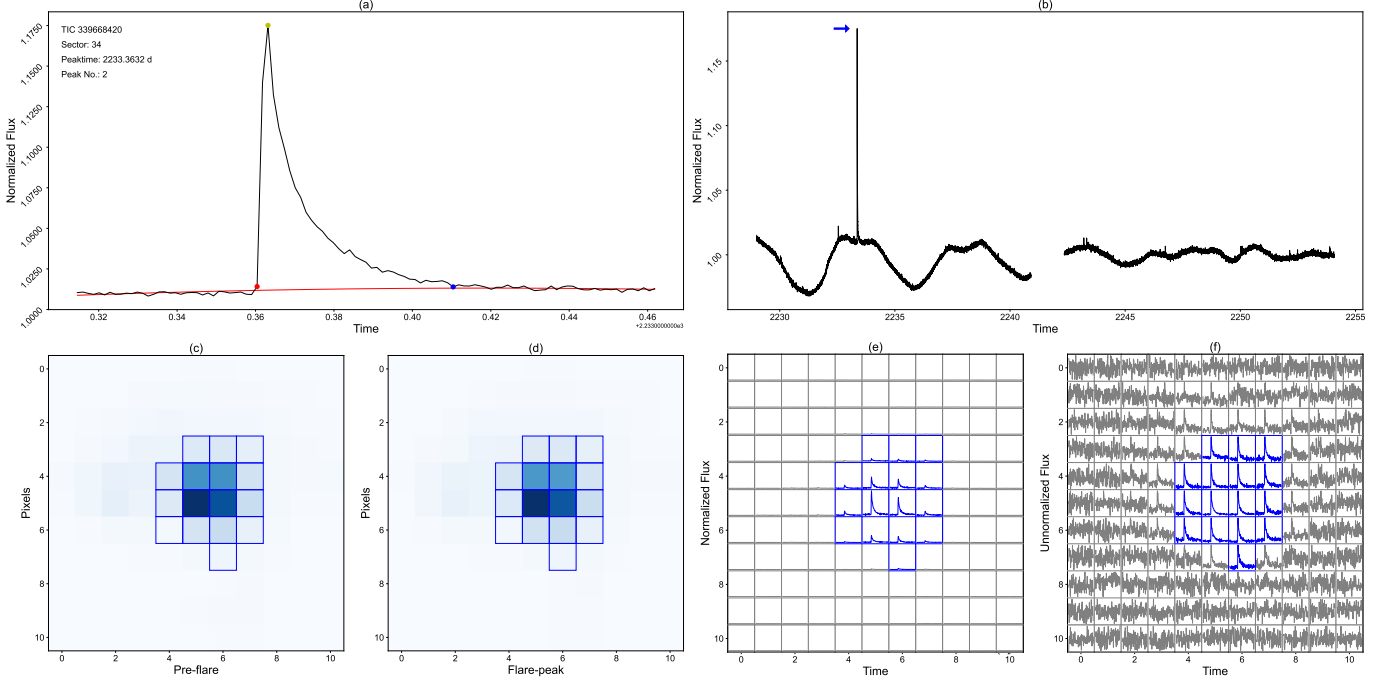 (a)
TIC 339668420
Sector: 34
Peaktime: 2233.3632 d
Peak No.: 2
Normalized Flux
1.1750
1.1500
1.1250
1.1000
1.0750
1.0500
1.0250
1.0000
0.32 0.34 0.36 0.38 0.40 0.42 0.44 0.46
Time
+2.2330000000e3
(b)
Normalized Flux
1.15
1.10
1.05
1.00
2230 2235 2240 2245 2250 2255
Time
(c)
Pixels
0
2
4
6
8
10
0 2 4 6 8 10
Pre-flare
(d)
Pixels
0
2
4
6
8
10
0 2 4 6 8 10
Flare-peak
(e)
Normalized Flux
0
2
4
6
8
10
0 2 4 6 8 10
Time
(f)
Unnormalized Flux
0
2
4
6
8
10
0 2 4 6 8 10
Time